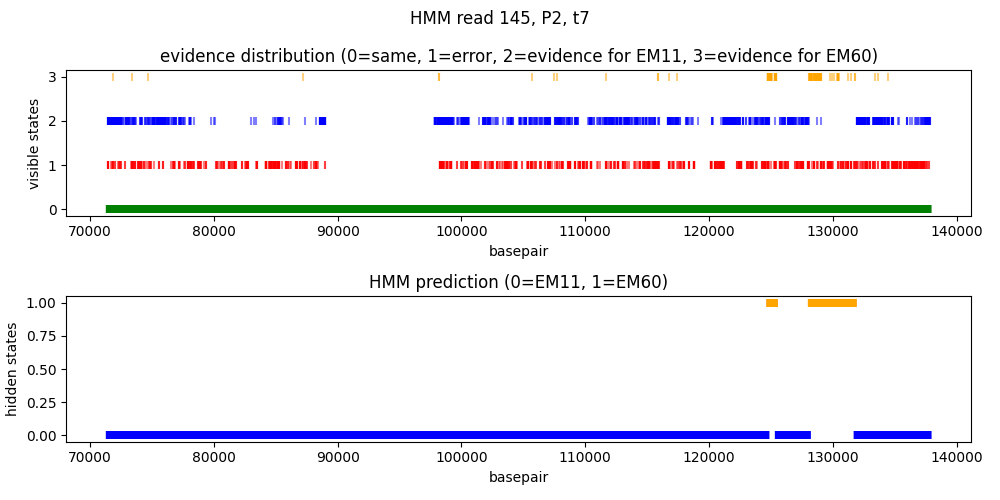 HMM read 145, P2, t7
evidence distribution (0=same, 1=error, 2=evidence for EM11, 3=evidence for EM60)
visible states
3
2
1
0
70000 80000 90000 100000 110000 120000 130000 140000
basepair
HMM prediction (0=EM11, 1=EM60)
hidden states
1.00
0.75
0.50
0.25
0.00
70000 80000 90000 100000 110000 120000 130000 140000
basepair